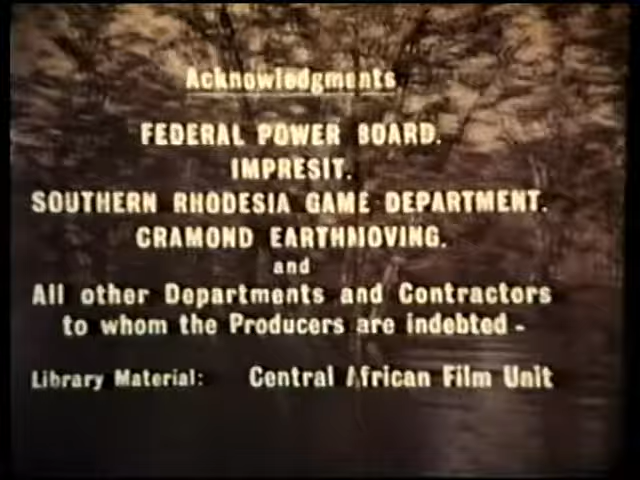 Acknowledgments
FEDERAL POWER BOARD.
IMPRESIT.
SOUTHERN RHODESIA GAME DEPARTMENT.
CRAMOND EARTHMOVING.
and
All other Departments and Contractors
to whom the Producers are indebted -
Library Material: Central African Film Unit